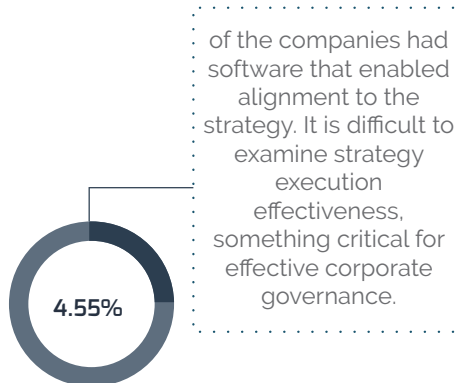 of the companies had
software that enabled
alignment to the
strategy. It is difficult to
examine strategy
execution
effectiveness,
something critical for
effective corporate
governance.
4.55%